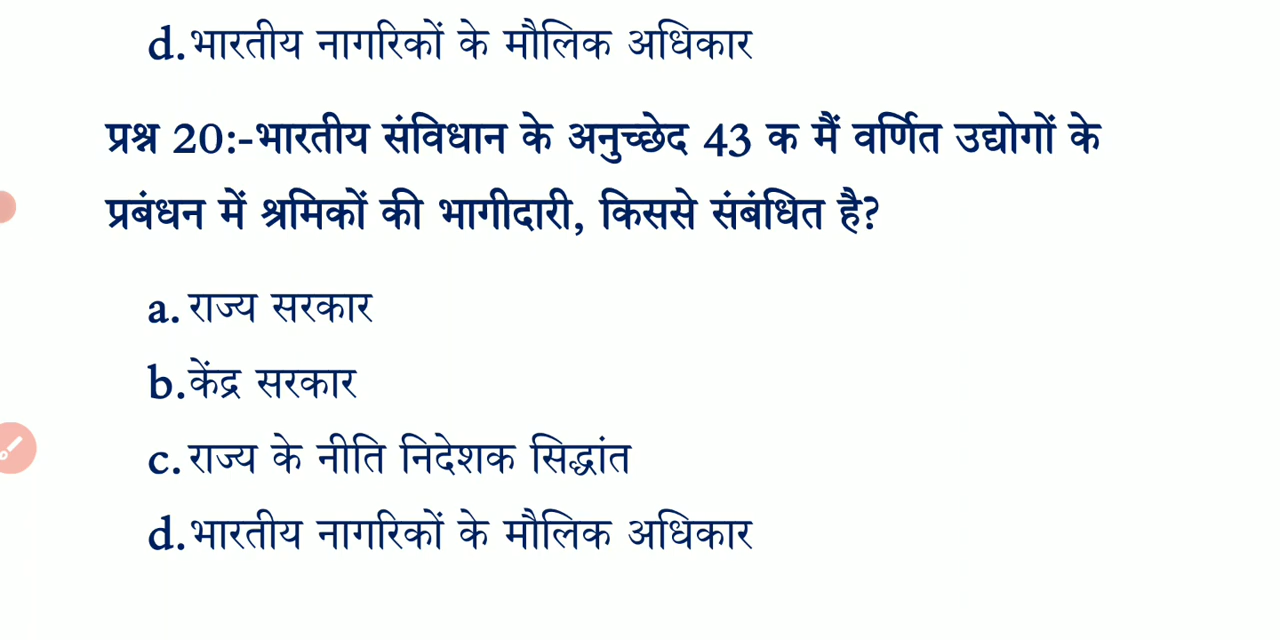 d.भारतीय नागरिकों के मौलिक अधिकार
प्रश्न 20:-भारतीय संविधान के अनुच्छेद 43 क मैं वर्णित उद्योगों के
प्रबंधन में श्रमिकों की भागीदारी, किससे संबंधित है?
a. राज्य सरकार
b.केंद्र सरकार
c. राज्य के नीति निदेशक सिद्धांत
d.भारतीय नागरिकों के मौलिक अधिकार